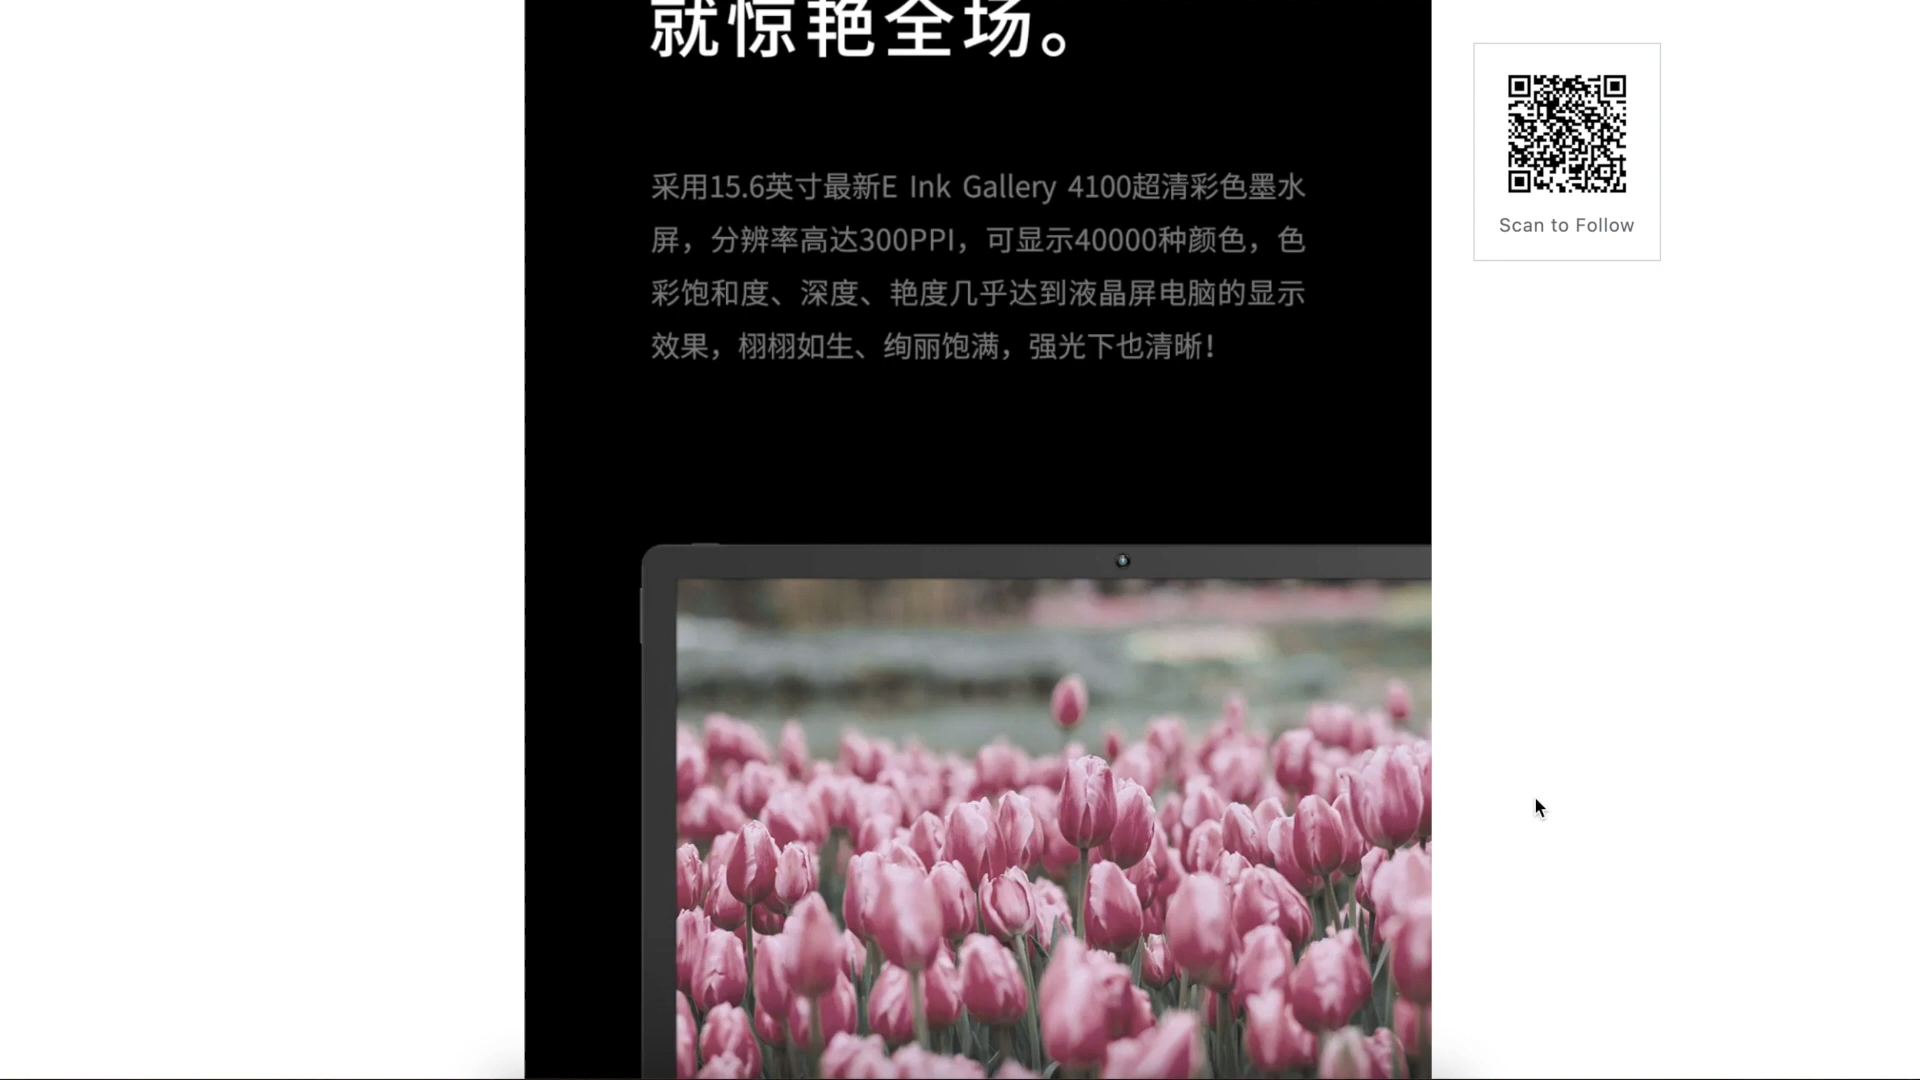 就惊艳全场。
采用15.6英寸最新E Ink Gallery 4100超清彩色墨水
屏，分辨率高达300PPI，可显示40000种颜色，色
彩饱和度、深度、艳度几乎达到液晶屏电脑的显示
效果，栩栩如生、绚丽饱满，强光下也清晰！
Scan to Follow